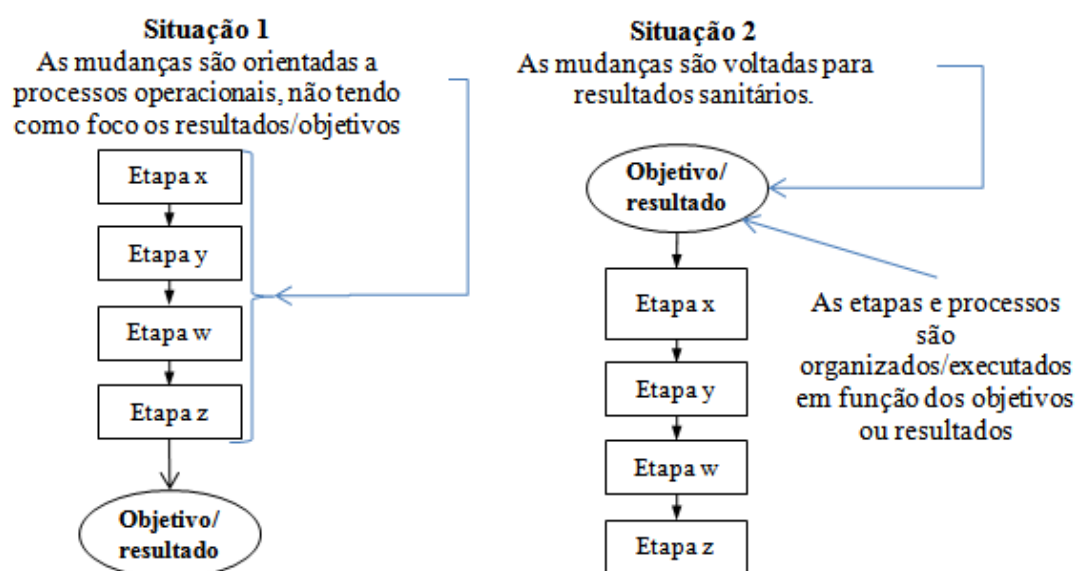 Situação 1
As mudanças são orientadas a
processos operacionais, não tendo
como foco os resultados/objetivos
Etapa x
Etapa y
Etapa w
Etapa z
Objetivo/
resultado
Situação 2
As mudanças são voltadas para
resultados sanitários.
Objetivo/
resultado
Etapa x
Etapa y
Etapa w
Etapa z
As etapas e processos
são
organizados/executados
em função dos objetivos
ou resultados